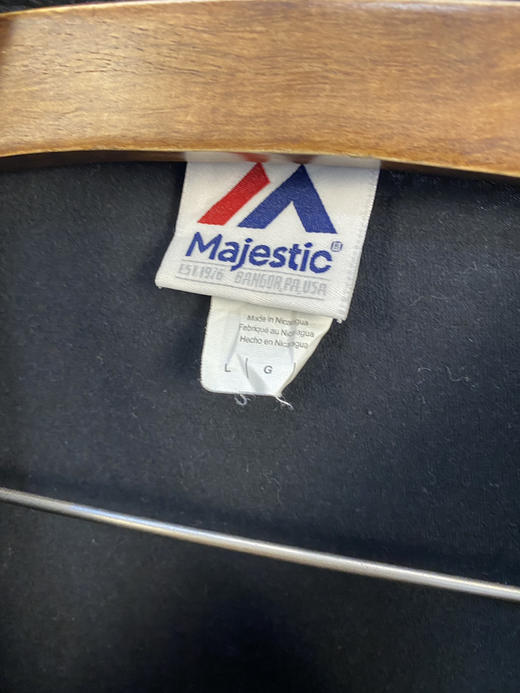 Majestic
EST.1976 BANGOR, PA, USA
Made in Nicaragua
Fabriqué au Nicaragua
Hecho en Nicaragua
L ( G )